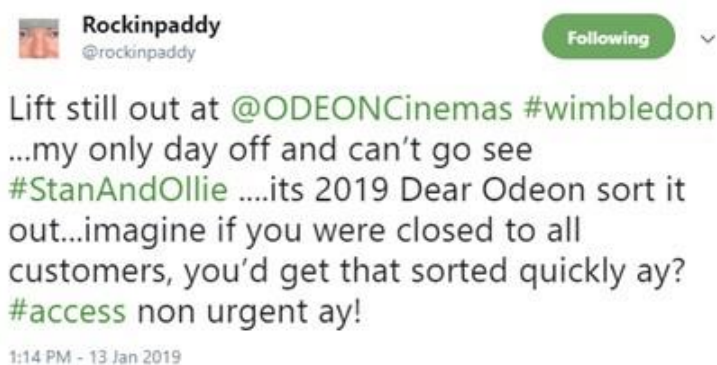 Rockinpaddy
@rockinpaddy
Following
Lift still out at @ODEONCinemas #wimbledon
...my only day off and can't go see
#StanAndOllie ....its 2019 Dear Odeon sort it
out...imagine if you were closed to all
customers, you'd get that sorted quickly ay?
#access non urgent ay!
1:14 PM - 13 Jan 2019